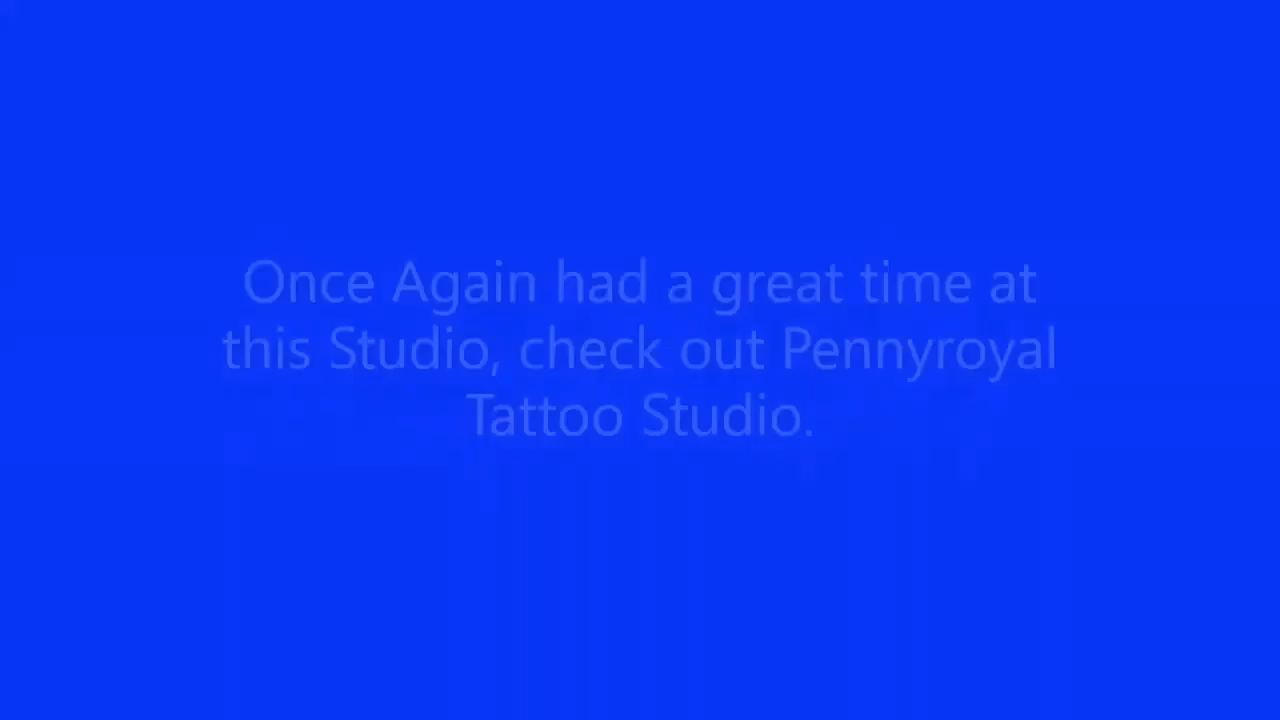 Once Again had a great time at
this Studio, check out Pennyroyal
Tattoo Studio.